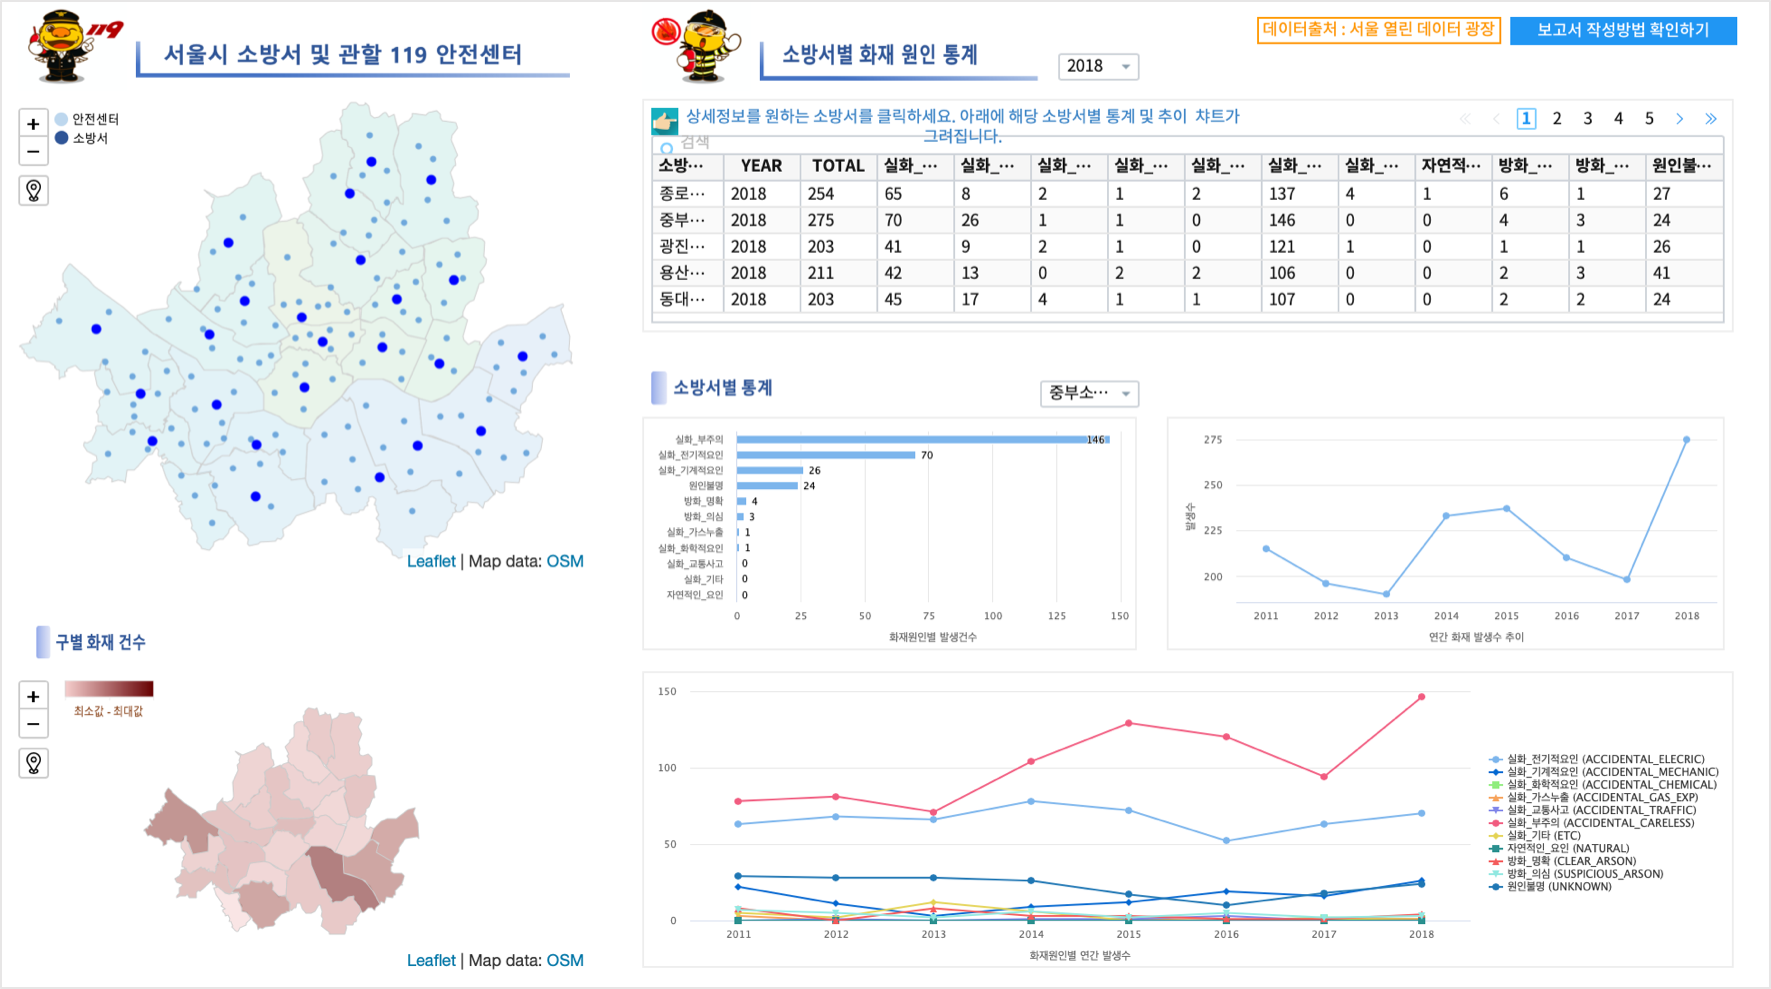 119
서울시 소방서 및 관할 119 안전센터
+
−
안전센터
소방서
Leaflet | Map data: OSM
구별 화재 건수
+
−
최소값 - 최대값
Leaflet | Map data: OSM
소방서별 화재 원인 통계
2018
데이터출처 : 서울 열린 데이터 광장
보고서 작성방법 확인하기
상세정보를 원하는 소방서를 클릭하세요. 아래에 해당 소방서별 통계 및 추이 챠트가
그려집니다.
« ‹ 1 2 3 4 5 › »
검색
소방… YEAR TOTAL 실화_… 실화_… 실화_… 실화_… 실화_… 실화_… 실화_… 자연적… 방화_… 방화_… 원인불…
종로… 2018 254 65 8 2 1 2 137 4 1 6 1 27
중부… 2018 275 70 26 1 1 0 146 0 0 4 3 24
광진… 2018 203 41 9 2 1 0 121 1 0 1 1 26
용산… 2018 211 42 13 0 2 2 106 0 0 2 3 41
동대… 2018 203 45 17 4 1 1 107 0 0 2 2 24
소방서별 통계
중부소…
실화_부주의 146
실화_전기적요인 70
실화_기계적요인 26
원인불명 24
방화_명확 4
방화_의심 3
실화_가스누출 1
실화_화학적요인 1
실화_교통사고 0
실화_기타 0
자연적인_요인 0
0 25 50 75 100 125 150
화재원인별 발생건수
발생수
275
250
225
200
2011 2012 2013 2014 2015 2016 2017 2018
연간 화재 발생수 추이
150
100
50
0
2011 2012 2013 2014 2015 2016 2017 2018
화재원인별 연간 발생수
실화_전기적요인 (ACCIDENTAL_ELECRIC)
실화_기계적요인 (ACCIDENTAL_MECHANIC)
실화_화학적요인 (ACCIDENTAL_CHEMICAL)
실화_가스누출 (ACCIDENTAL_GAS_EXP)
실화_교통사고 (ACCIDENTAL_TRAFFIC)
실화_부주의 (ACCIDENTAL_CARELESS)
실화_기타 (ETC)
자연적인_요인 (NATURAL)
방화_명확 (CLEAR_ARSON)
방화_의심 (SUSPICIOUS_ARSON)
원인불명 (UNKNOWN)